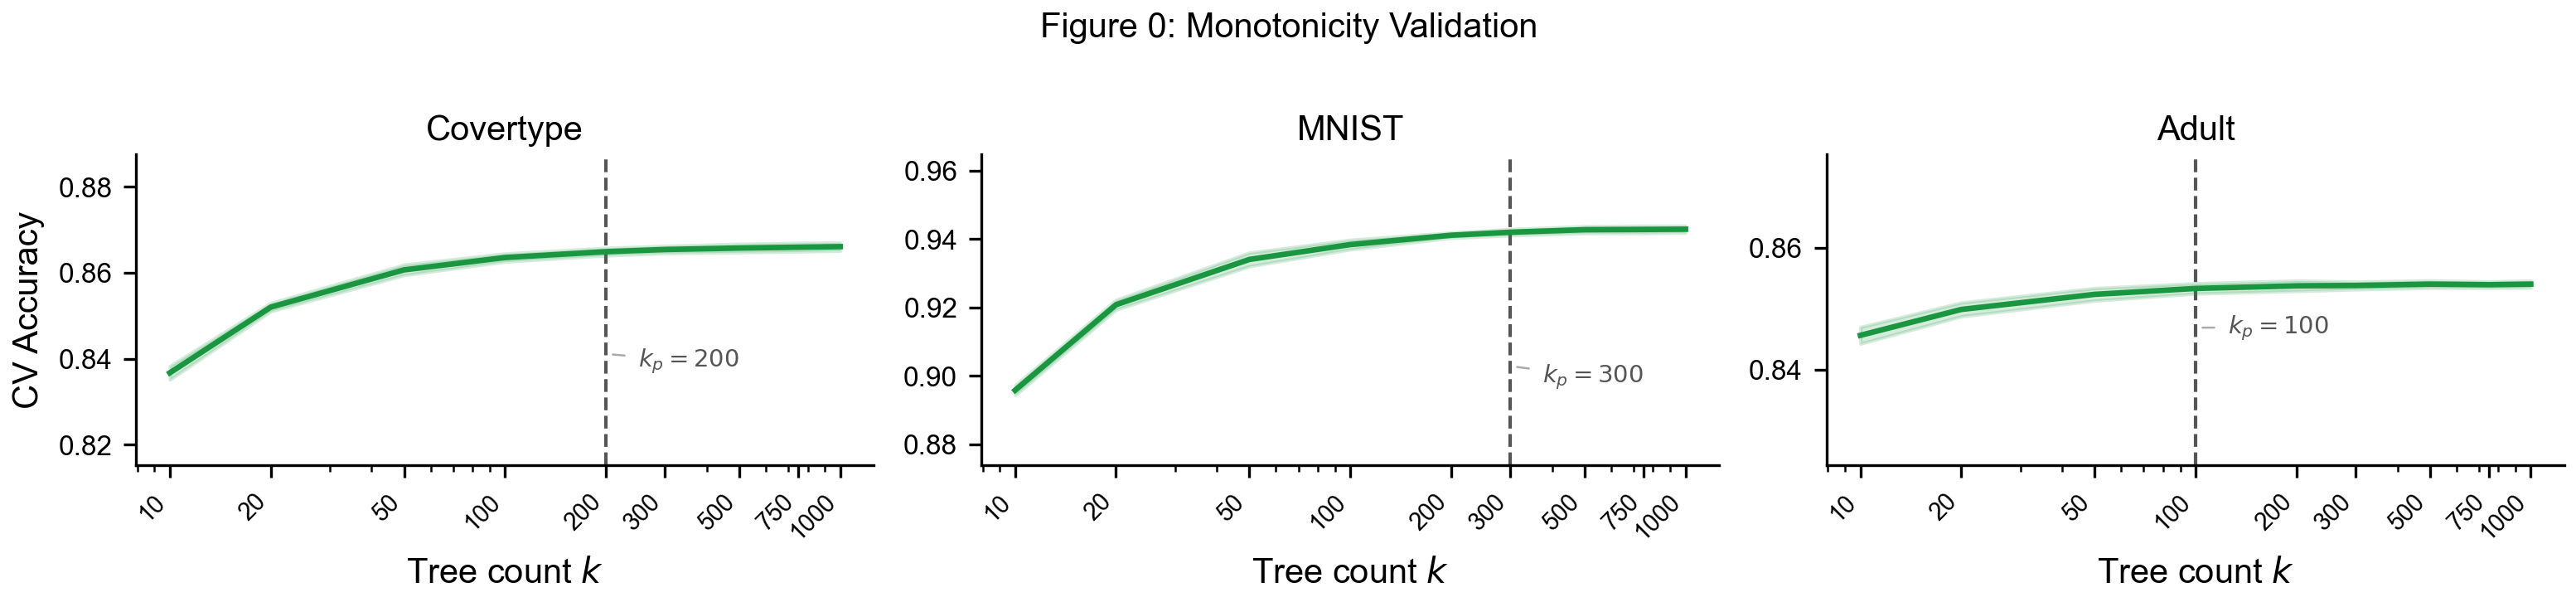 Figure 0: Monotonicity Validation
Covertype
CV Accuracy
0.88
0.86
0.84
0.82
k_p = 200
10 20 50 100 200 300 500 750 1000
Tree count k
MNIST
0.96
0.94
0.92
0.90
0.88
k_p = 300
10 20 50 100 200 300 500 750 1000
Tree count k
Adult
0.86
0.84
k_p = 100
10 20 50 100 200 300 500 750 1000
Tree count k